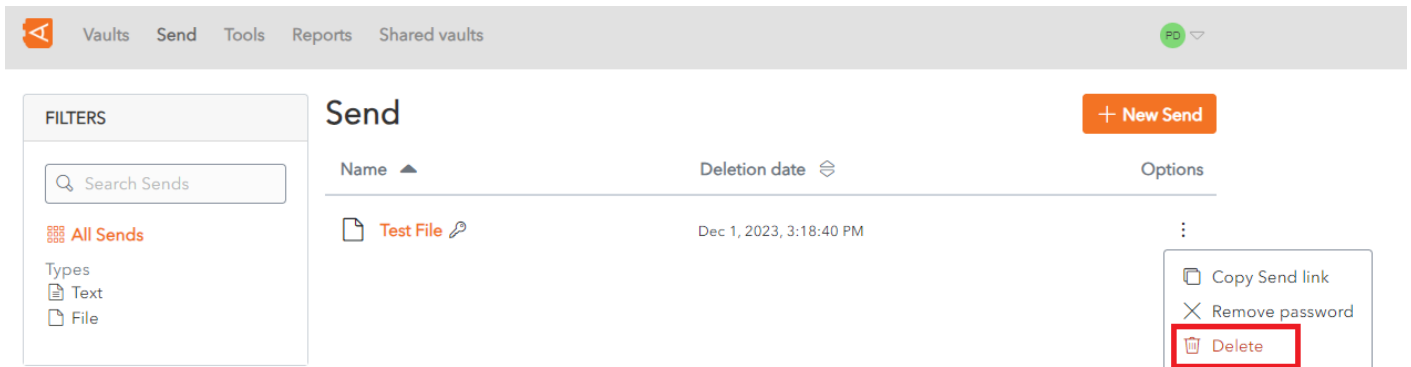 Vaults Send Tools Reports Shared vaults PD
FILTERS
Search Sends
All Sends
Types
Text
File
Send
+ New Send
Name Deletion date Options
Test File Dec 1, 2023, 3:18:40 PM
Copy Send link
Remove password
Delete